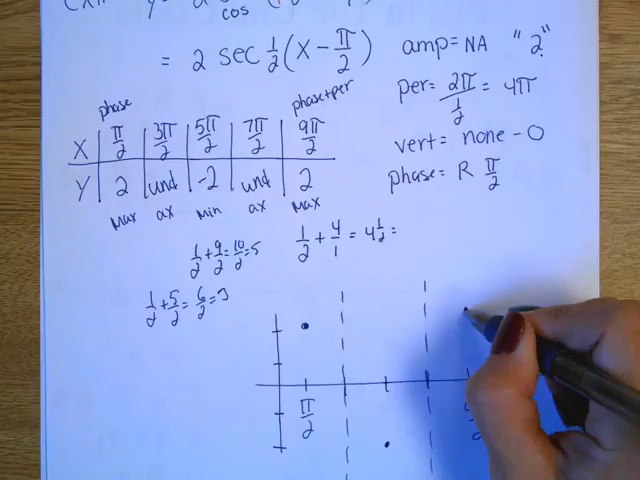 cos
= 2 sec 1/2 (X - π/2)
amp = NA "2"
per = 2π / 1/2 = 4π
vert = none - 0
phase = R π/2
phase phase+per
X | π/2 | 3π/2 | 5π/2 | 7π/2 | 9π/2
Y | 2 | und | -2 | und | 2
Max ax min ax Max
1/2 + 4/1 = 4 1/2 =
1/2 + 9/2 = 10/2 = 5
1/2 + 5/2 = 6/2 = 3
π/2